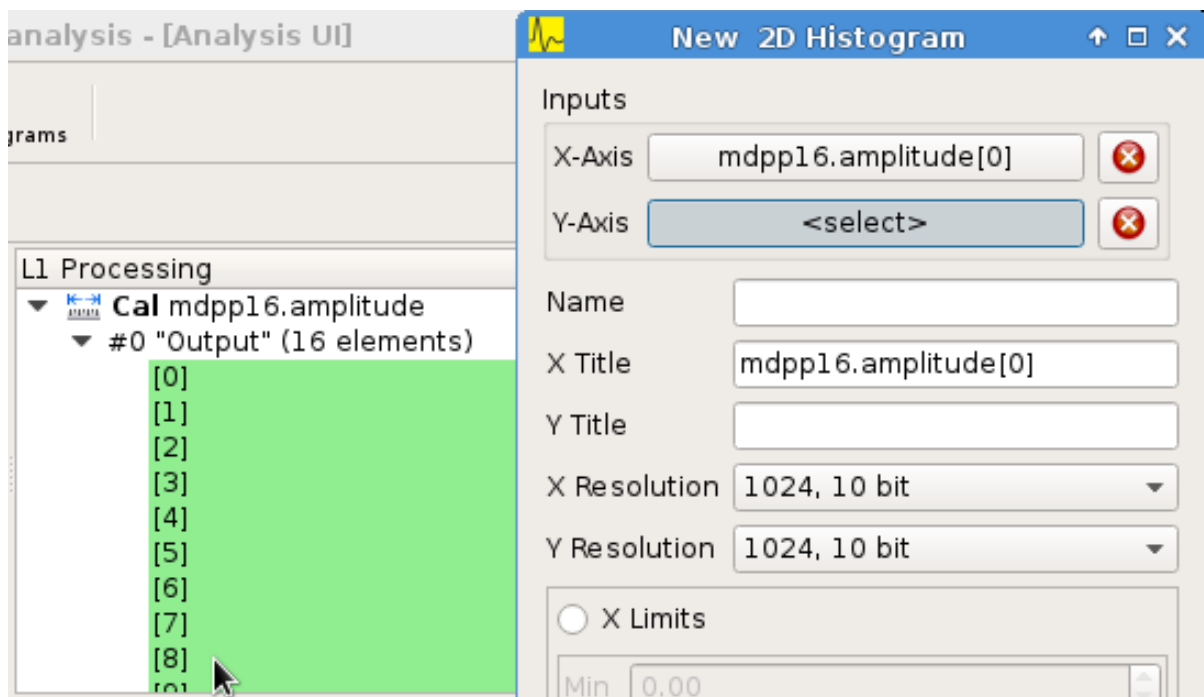 analysis - [Analysis UI]
grams
L1 Processing
Cal mdpp16.amplitude
#0 "Output" (16 elements)
[0]
[1]
[2]
[3]
[4]
[5]
[6]
[7]
[8]
[9]
New 2D Histogram
Inputs
X-Axis mdpp16.amplitude[0]
Y-Axis <select>
Name
X Title mdpp16.amplitude[0]
Y Title
X Resolution 1024, 10 bit
Y Resolution 1024, 10 bit
X Limits
Min 0.00